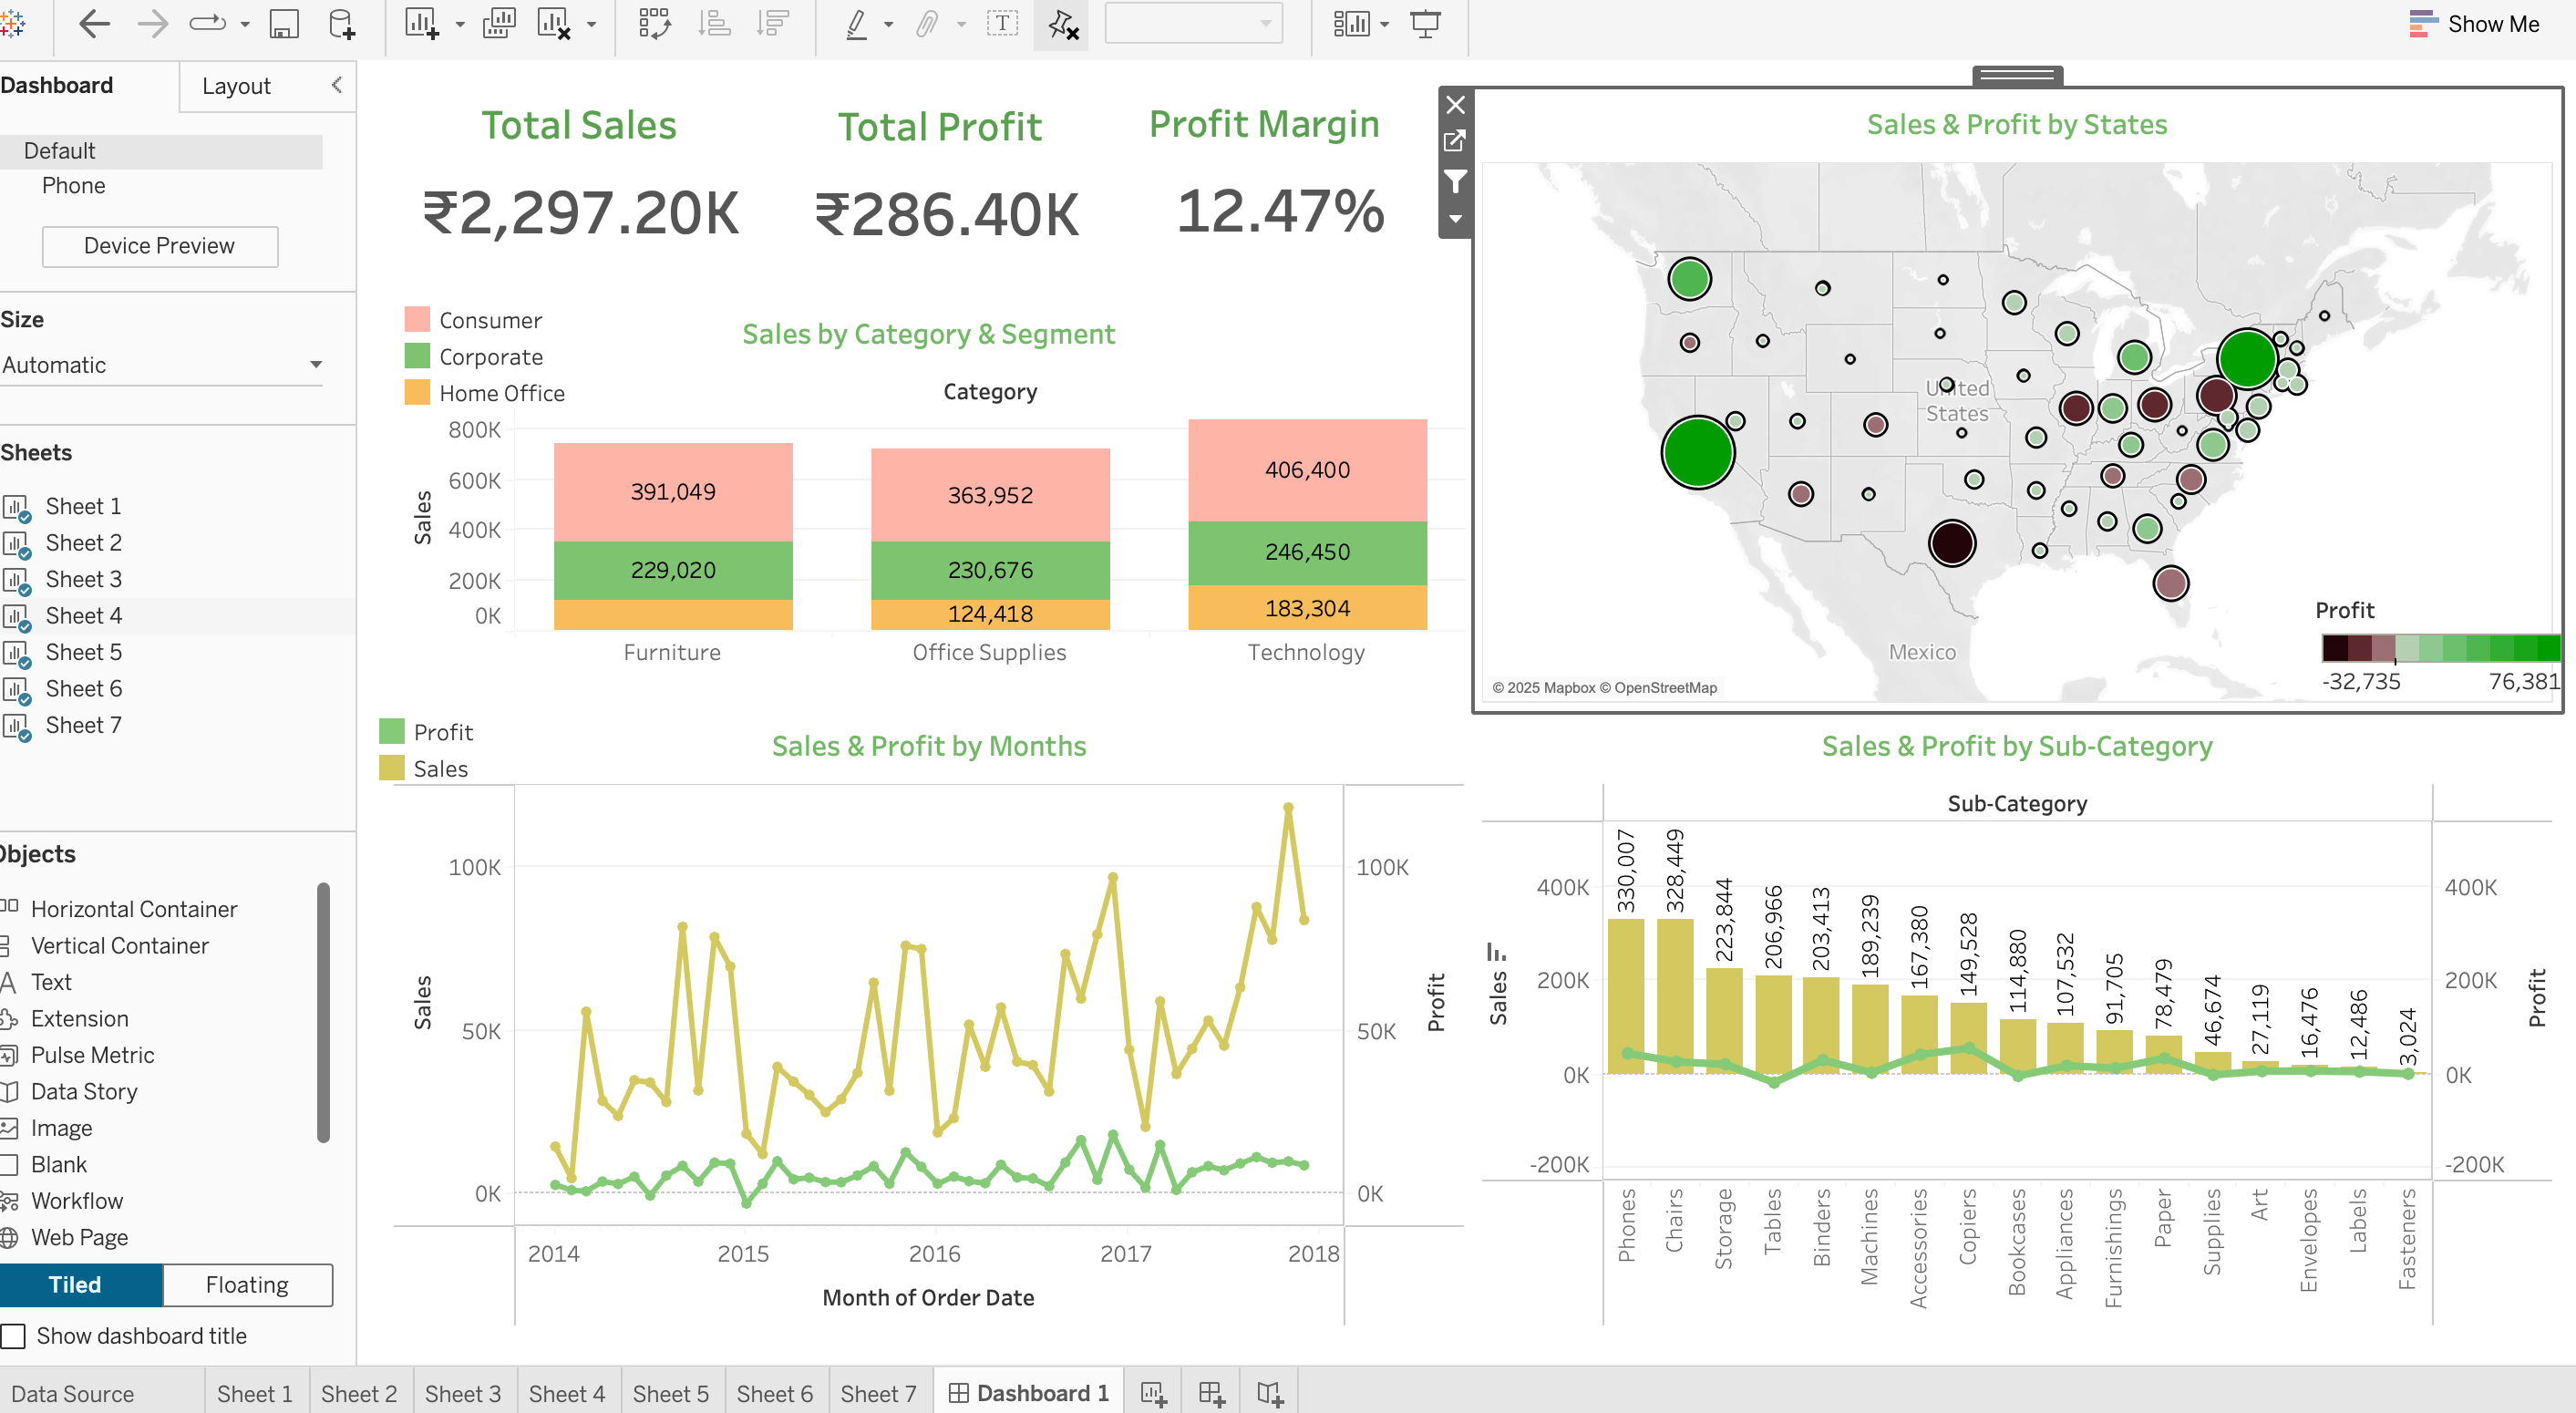 Show Me
Dashboard
Layout
Default
Phone
Device Preview
Size
Automatic
Sheets
Sheet 1
Sheet 2
Sheet 3
Sheet 4
Sheet 5
Sheet 6
Sheet 7
Objects
Horizontal Container
Vertical Container
Text
Extension
Pulse Metric
Data Story
Image
Blank
Workflow
Web Page
Tiled
Floating
Show dashboard title
Total Sales
₹2,297.20K
Total Profit
₹286.40K
Profit Margin
12.47%
Consumer
Corporate
Home Office
Sales by Category & Segment
Category
Sales
800K
600K
400K
200K
0K
391,049
229,020
363,952
230,676
124,418
406,400
246,450
183,304
Furniture
Office Supplies
Technology
Sales & Profit by States
United
States
Mexico
© 2025 Mapbox © OpenStreetMap
Profit
-32,735
76,381
Profit
Sales
Sales & Profit by Months
Sales
100K
50K
0K
100K
50K
0K
Profit
2014
2015
2016
2017
2018
Month of Order Date
Sales & Profit by Sub-Category
Sub-Category
Sales
400K
200K
0K
-200K
330,007
328,449
223,844
206,966
203,413
189,239
167,380
149,528
114,880
107,532
91,705
78,479
46,674
27,119
16,476
12,486
3,024
400K
200K
0K
-200K
Profit
Phones
Chairs
Storage
Tables
Binders
Machines
Accessories
Copiers
Bookcases
Appliances
Furnishings
Paper
Supplies
Art
Envelopes
Labels
Fasteners
Data Source
Sheet 1
Sheet 2
Sheet 3
Sheet 4
Sheet 5
Sheet 6
Sheet 7
Dashboard 1